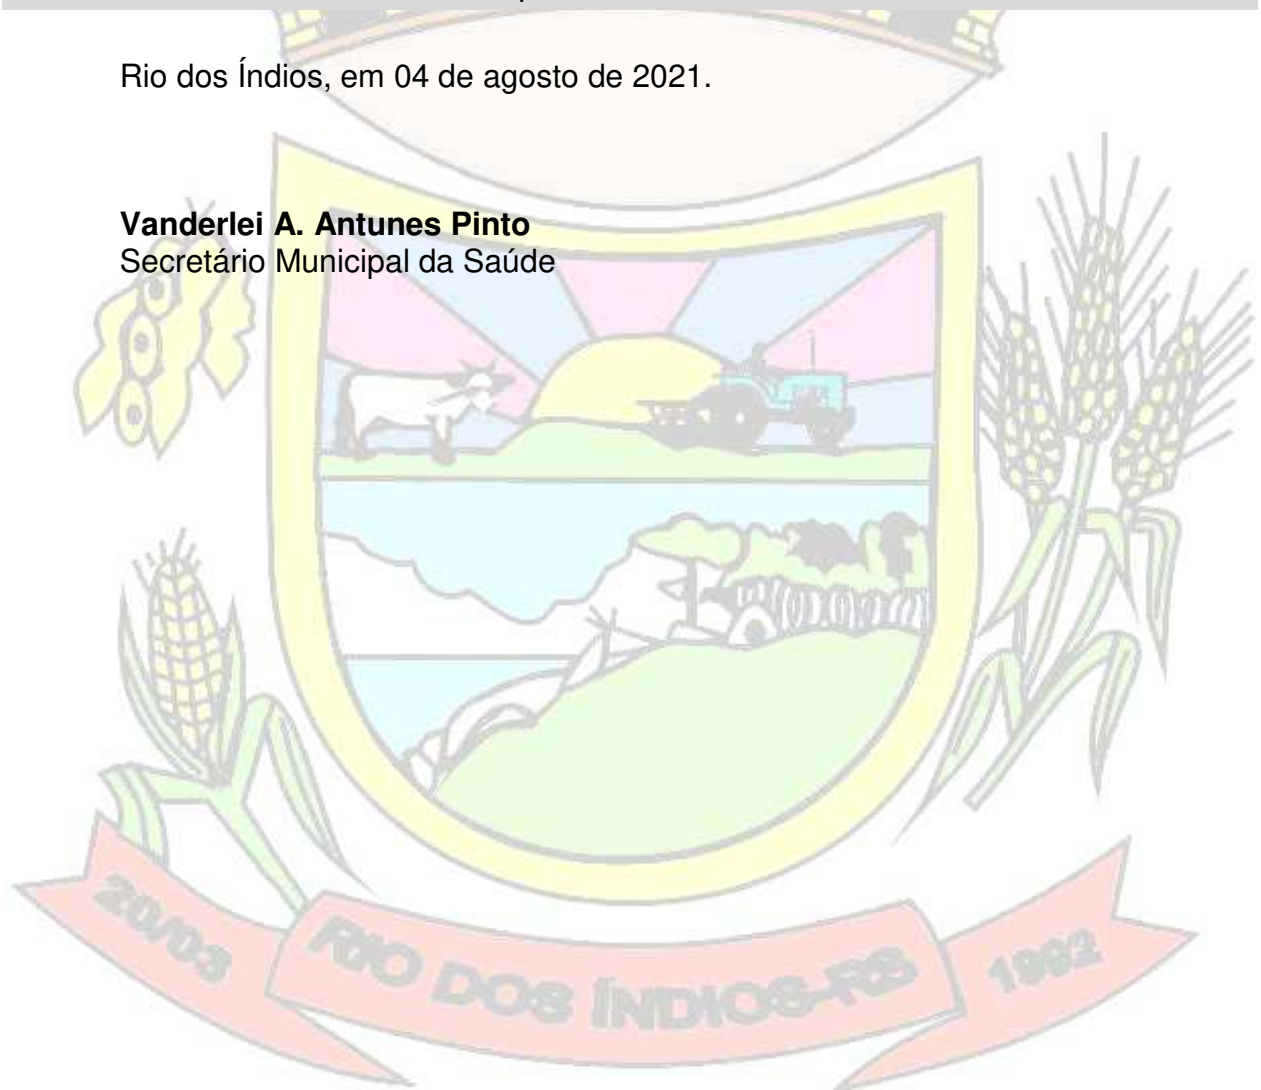 Rio dos Índios, em 04 de agosto de 2021.
Vanderlei A. Antunes Pinto
Secretário Municipal da Saúde
20/03
RIO DOS ÍNDIOS-RS
1992